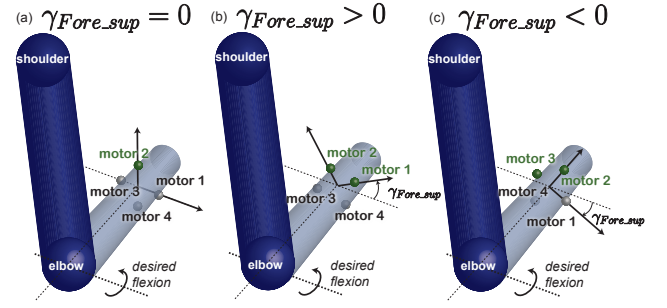 (a) γFore_sup = 0
shoulder
motor 2
motor 1
motor 3
motor 4
elbow
desired
flexion
(b) γFore_sup > 0
shoulder
motor 2
motor 1
motor 3
γFore_sup
motor 4
elbow
desired
flexion
(c) γFore_sup < 0
shoulder
motor 3
motor 4
motor 2
motor 1
γFore_sup
elbow
desired
flexion